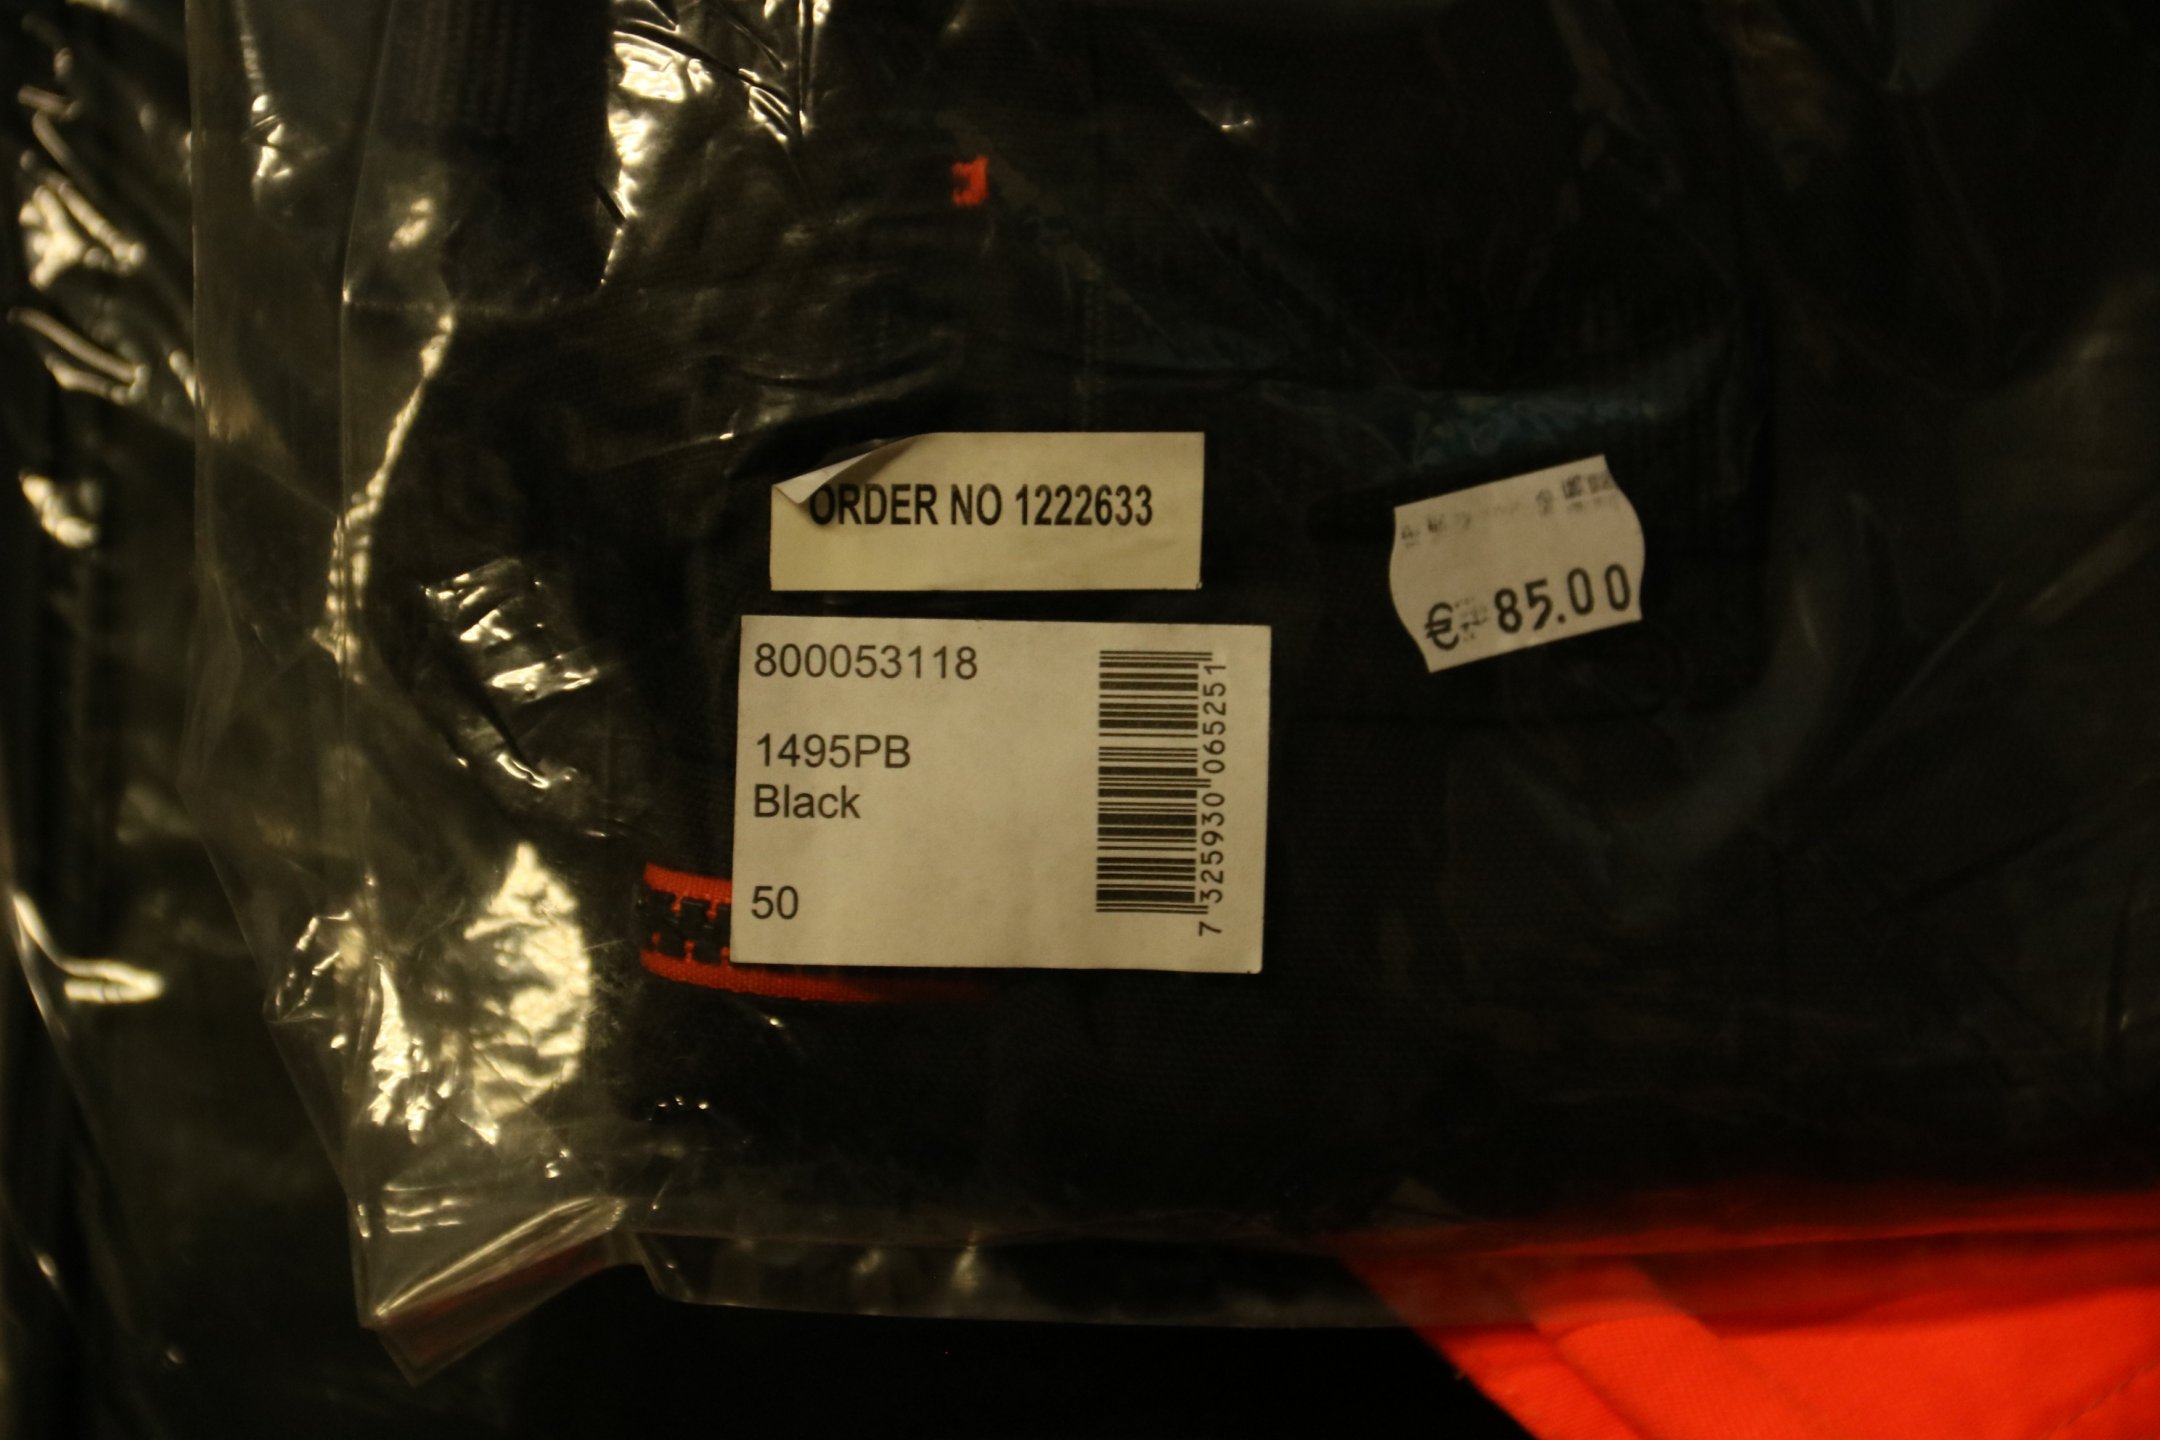 ORDER NO 1222633
€ 85.00
800053118
1495PB
Black
50
7 325930 065251